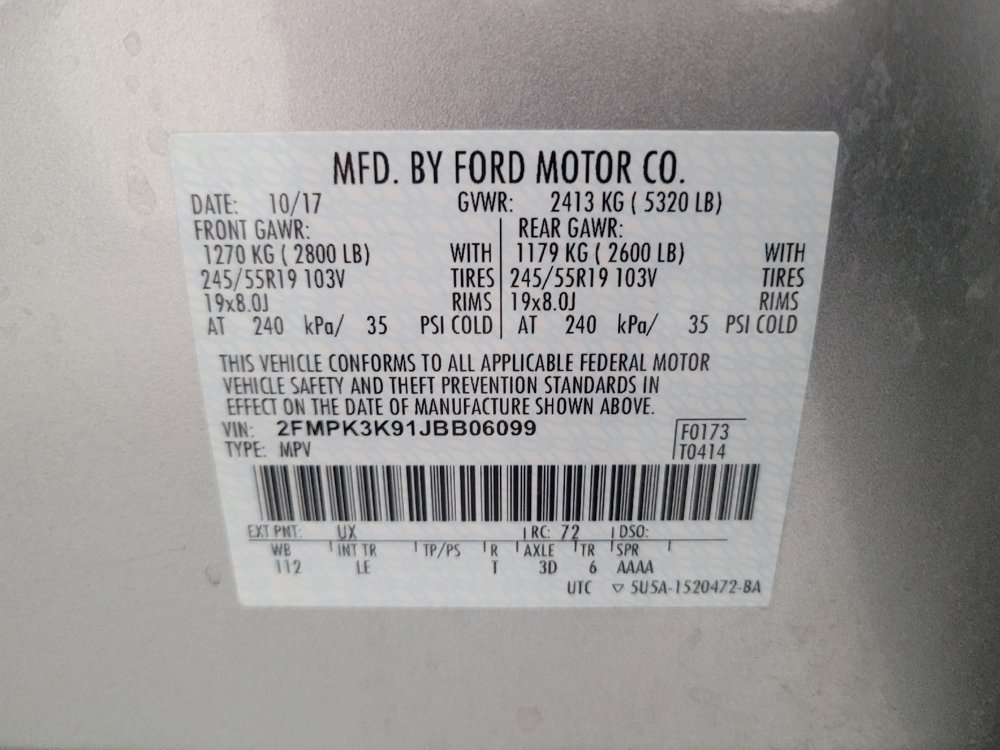 MFD. BY FORD MOTOR CO.
DATE: 10/17 GVWR: 2413 KG ( 5320 LB)
FRONT GAWR: REAR GAWR:
1270 KG ( 2800 LB) WITH 1179 KG ( 2600 LB) WITH
245/55R19 103V TIRES 245/55R19 103V TIRES
19x8.0J RIMS 19x8.0J RIMS
AT 240 kPa/ 35 PSI COLD AT 240 kPa/ 35 PSI COLD
THIS VEHICLE CONFORMS TO ALL APPLICABLE FEDERAL MOTOR
VEHICLE SAFETY AND THEFT PREVENTION STANDARDS IN
EFFECT ON THE DATE OF MANUFACTURE SHOWN ABOVE.
VIN: 2FMPK3K91JBB06099 F0173
TYPE: MPV T0414
EXT PNT: UX RC: 72 DSO:
WB INT TR TP/PS R AXLE TR SPR
112 LE T 3D 6 AAAA
UTC ▽ 5U5A-1520472-BA